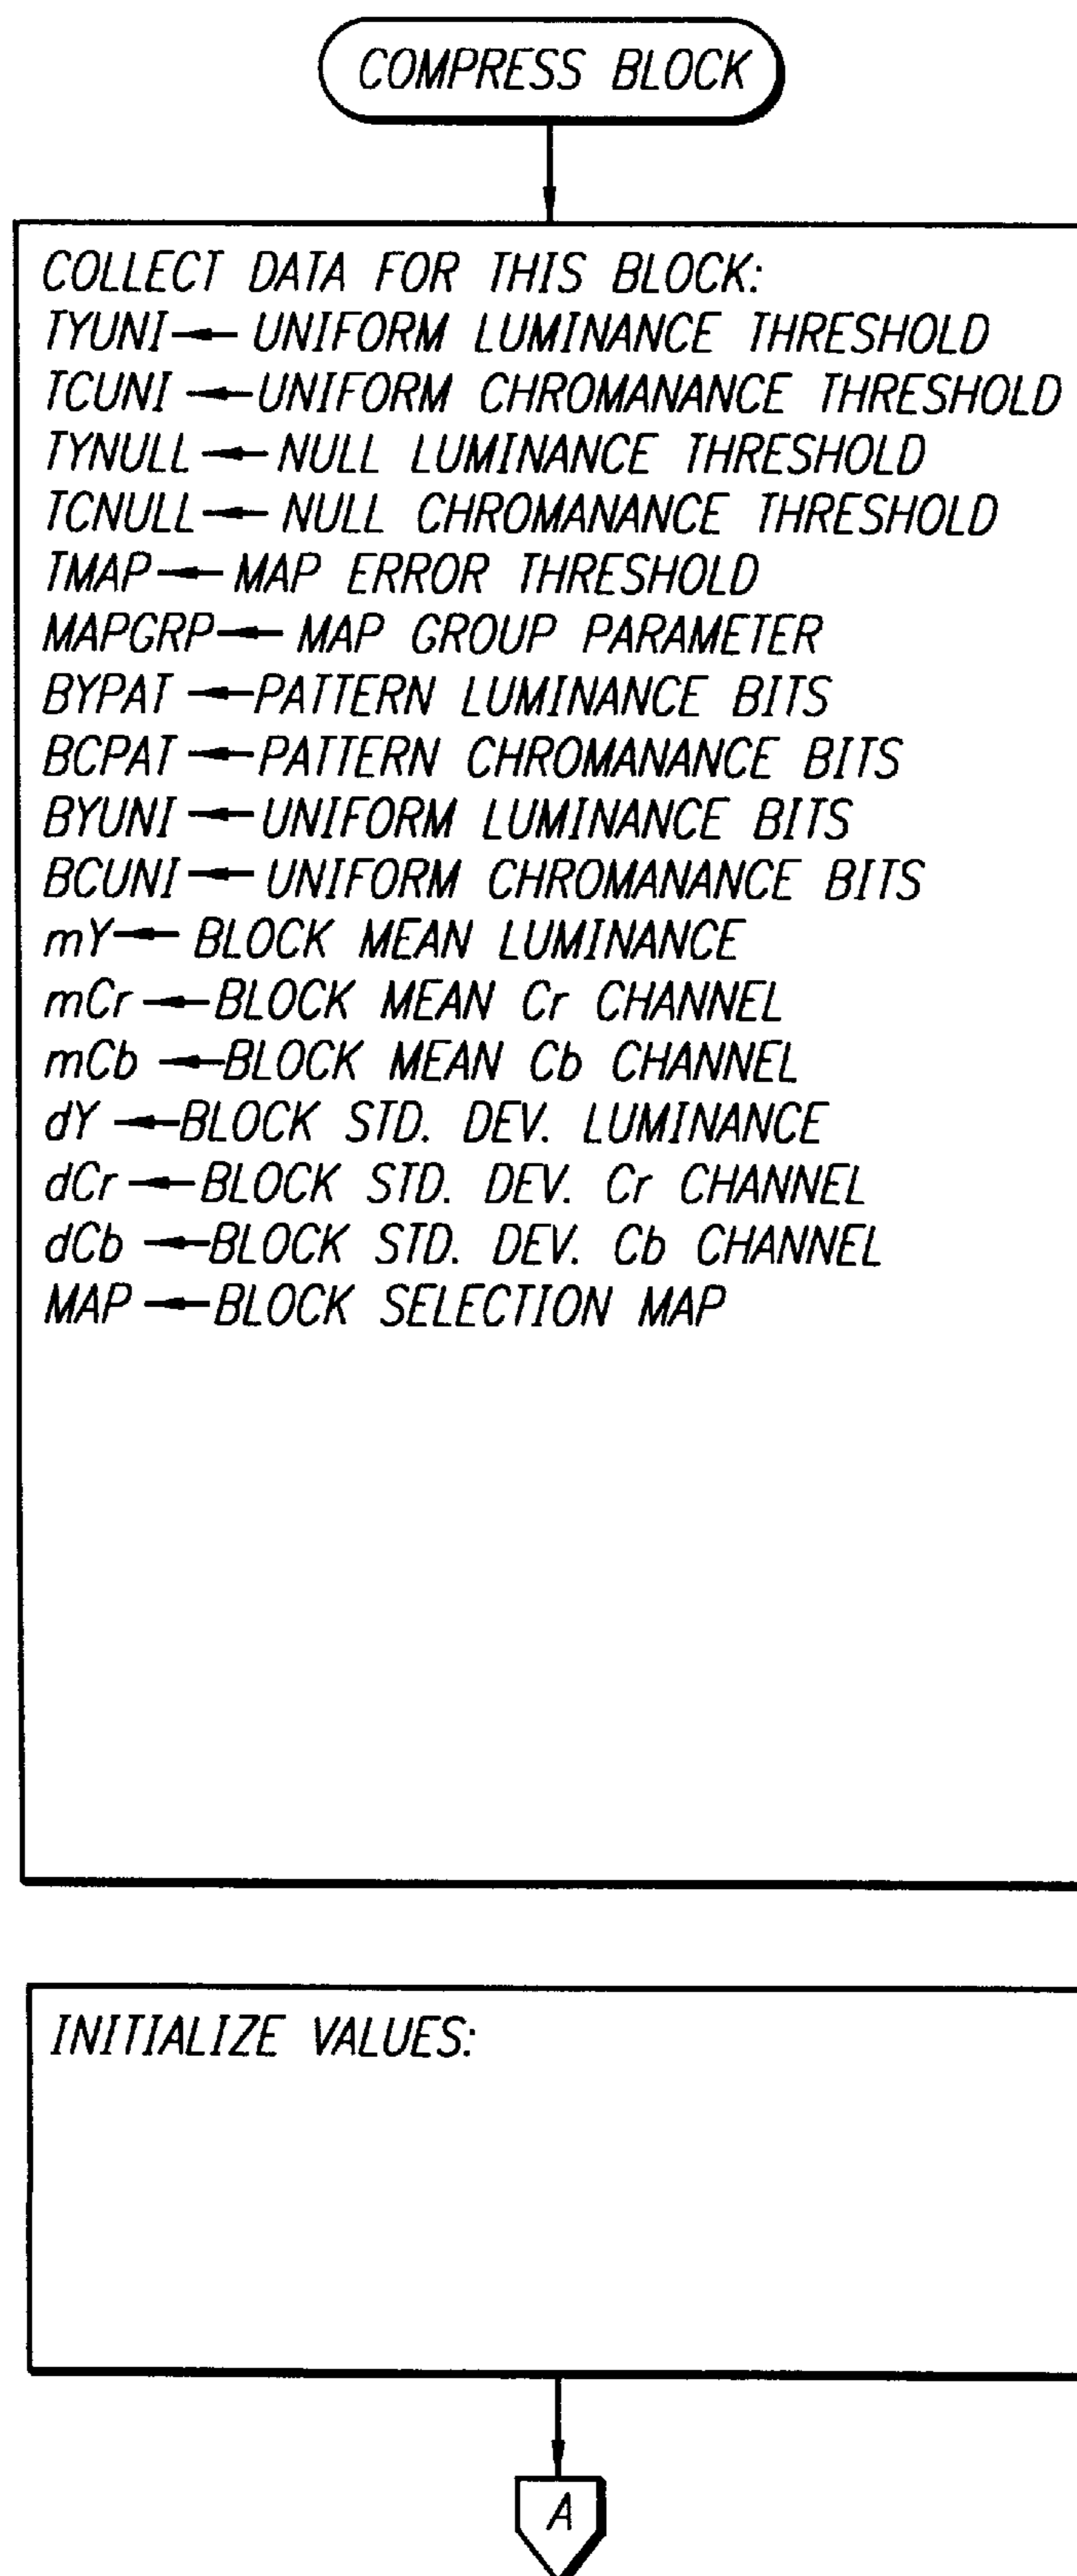 COMPRESS BLOCK
COLLECT DATA FOR THIS BLOCK:
TYUNI ← UNIFORM LUMINANCE THRESHOLD
TCUNI ← UNIFORM CHROMANANCE THRESHOLD
TYNULL ← NULL LUMINANCE THRESHOLD
TCNULL ← NULL CHROMANANCE THRESHOLD
TMAP ← MAP ERROR THRESHOLD
MAPGRP ← MAP GROUP PARAMETER
BYPAT ← PATTERN LUMINANCE BITS
BCPAT ← PATTERN CHROMANANCE BITS
BYUNI ← UNIFORM LUMINANCE BITS
BCUNI ← UNIFORM CHROMANANCE BITS
mY ← BLOCK MEAN LUMINANCE
mCr ← BLOCK MEAN Cr CHANNEL
mCb ← BLOCK MEAN Cb CHANNEL
dY ← BLOCK STD. DEV. LUMINANCE
dCr ← BLOCK STD. DEV. Cr CHANNEL
dCb ← BLOCK STD. DEV. Cb CHANNEL
MAP ← BLOCK SELECTION MAP
INITIALIZE VALUES:
A